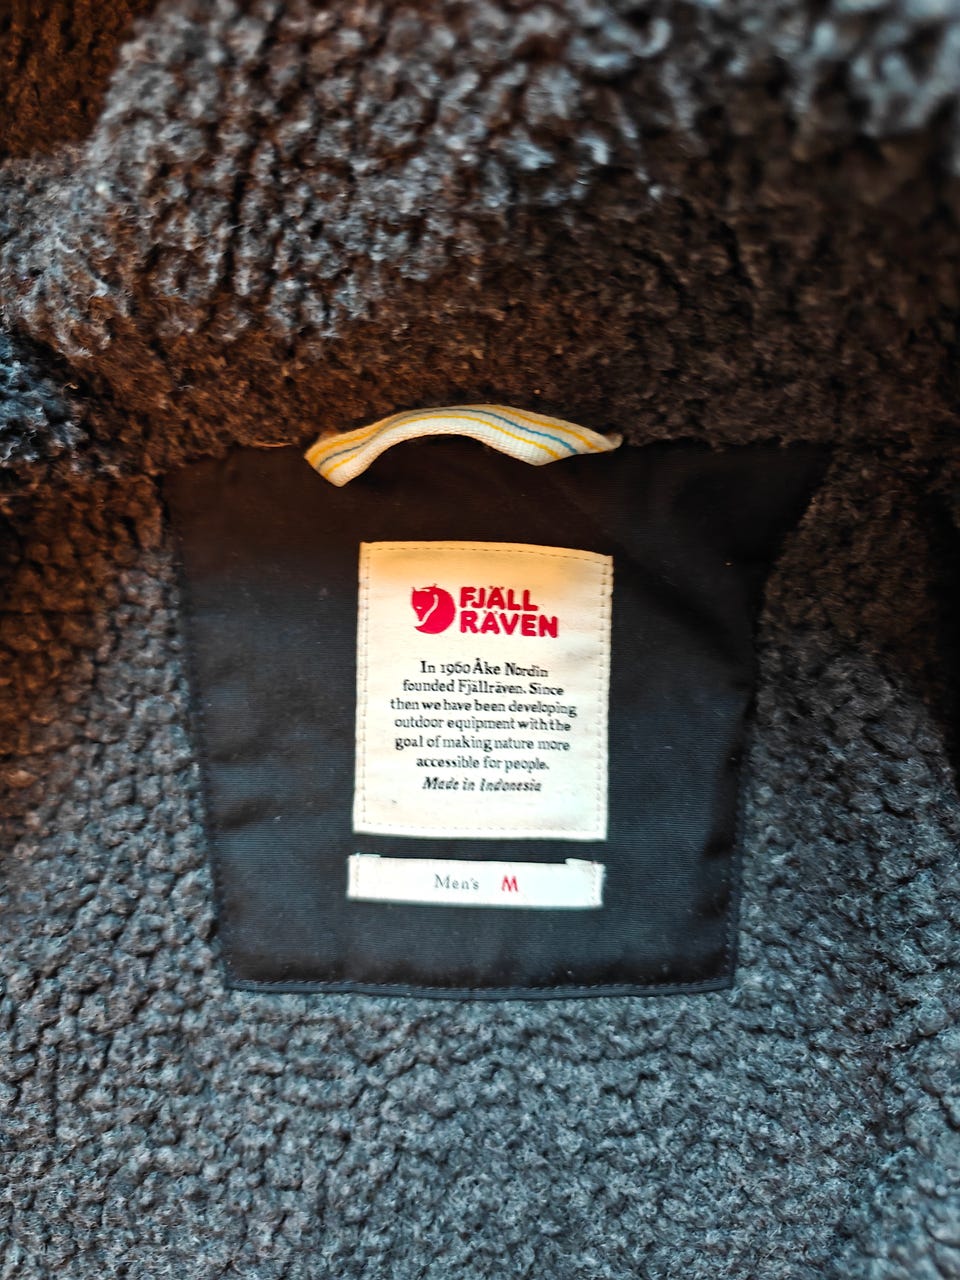 FJÄLL
RÄVEN
In 1960 Åke Nordin
founded Fjällräven. Since
then we have been developing
outdoor equipment with the
goal of making nature more
accessible for people.
Made in Indonesia
Men's M